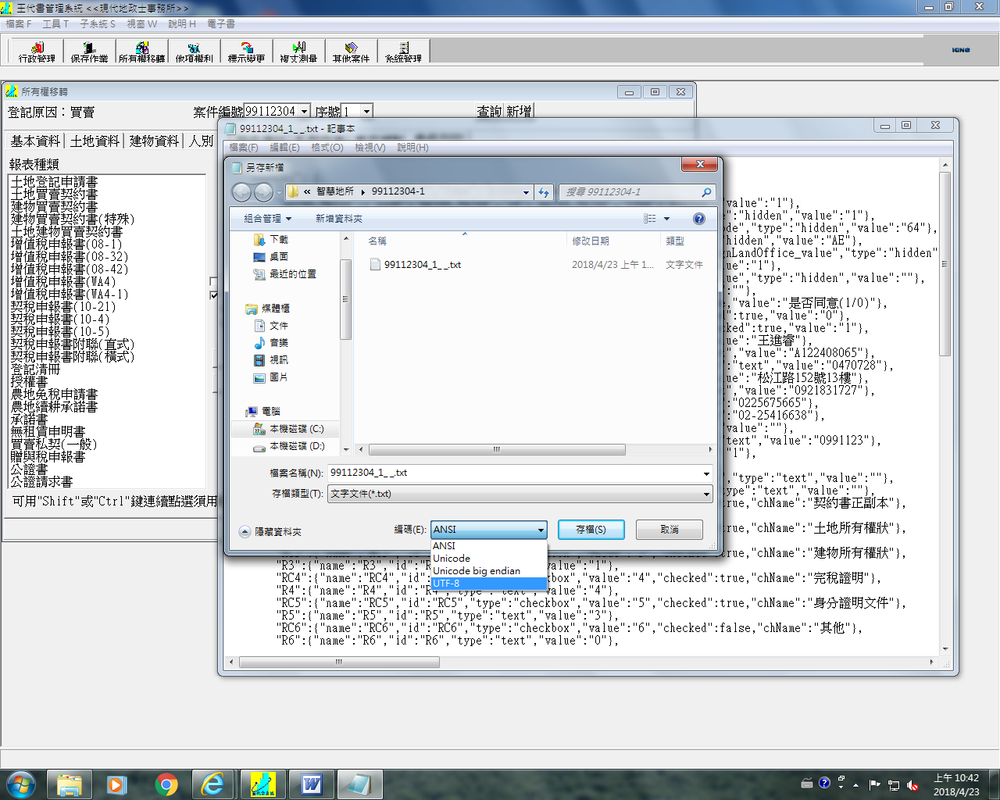 王代書管理系統 <<現代地政士事務所>>
檔案 F 工具 T 子系統 S 視窗 W 說明 H 電子書
行政管理 保存作業 所有權移轉 他項權利 標示變更 複丈測量 其他案件 系統管理
KING
所有權移轉
登記原因：買賣 案件編號 99112304 序號 1 查詢 新增
基本資料 土地資料 建物資料 人別
報表種類
土地登記申請書
土地買賣契約書
建物買賣契約書
建物買賣契約書(特殊)
土地建物買賣契約書
增值稅申報書(08-1)
增值稅申報書(08-32)
增值稅申報書(08-42)
增值稅申報書(WA4)
增值稅申報書(WA4-1)
契稅申報書(10-21)
契稅申報書(10-4)
契稅申報書(10-5)
契稅申報書附聯(直式)
契稅申報書附聯(橫式)
登記清冊
授權書
農地免稅申請書
農地續耕承諾書
承諾書
無租賃申明書
買賣私契(一般)
贈與稅申報書
公證書
公證請求書
可用"Shift"或"Ctrl"鍵連續點選須用
99112304_1_ _.txt - 記事本
檔案(F) 編輯(E) 格式(O) 檢視(V) 說明(H)
另存新檔
« 智慧地所 ▸ 99112304-1
搜尋 99112304-1
組合管理 新增資料夾
下載
桌面
最近的位置
媒體櫃
文件
音樂
視訊
圖片
電腦
本機磁碟 (C:)
本機磁碟 (D:)
名稱 修改日期 類型
99112304_1_ _.txt 2018/4/23 上午 1... 文字文件
檔案名稱(N): 99112304_1_ _.txt
存檔類型(T): 文字文件(*.txt)
隱藏資料夾 編碼(E): ANSI 存檔(S) 取消
ANSI
Unicode
Unicode big endian
UTF-8
"value":"1"},
:"hidden","value":"1"},
de","type":"hidden","value":"64"},
hidden","value":"AE"},
gnLandOffice_value","type":"hidden"
"1"},
ue","type":"hidden","value":""},
:""},
,"value":"是否同意(1/0)"},
d":true,"value":"0"},
cked":true,"value":"1"},
lue":"王進睿"},
t","value":"A122408065"},
:"text","value":"0470728"},
lue":"松江路152號13樓"},
t","value":"0921831727"},
:"0225675665"},
"02-25416638"},
ue":""},
text","value":"0991123"},
"1"},
,"type":"text","value":""},
type":"text","value":""},
true,"chName":"契約書正副本"},
true,"chName":"土地所有權狀"},
true,"chName":"建物所有權狀"},
"R3":{"name":"R3","id":"R3","type":"text","value":"1"},
"RC4":{"name":"RC4","id":"RC box","value":"4","checked":true,"chName":"完稅證明"},
"R4":{"name":"R4","id":"R4","type":"text","value":"4"},
"RC5":{"name":"RC5","id":"RC5","type":"checkbox","value":"5","checked":true,"chName":"身分證明文件"},
"R5":{"name":"R5","id":"R5","type":"text","value":"3"},
"RC6":{"name":"RC6","id":"RC6","type":"checkbox","value":"6","checked":false,"chName":"其他"},
"R6":{"name":"R6","id":"R6","type":"text","value":"0"},
上午 10:42
2018/4/23